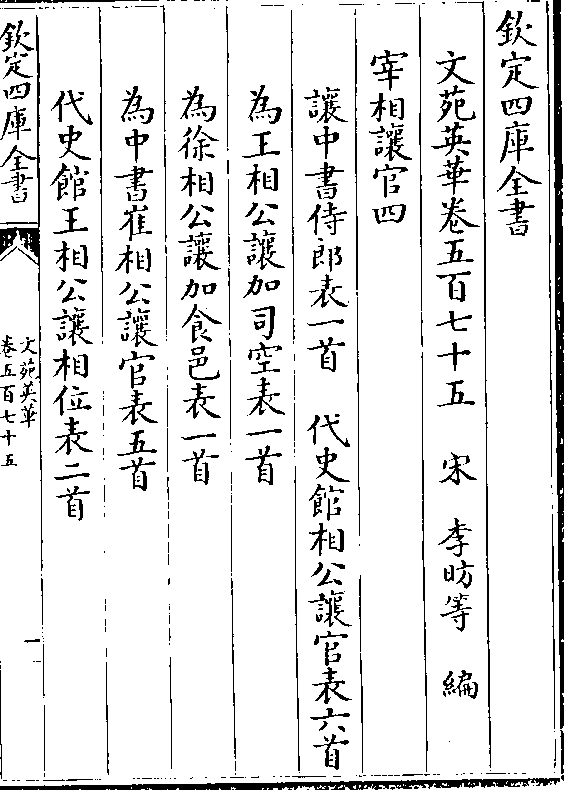 欽定四庫全書
文苑英華卷五百七十五 宋 李昉等 編
宰相讓官四
讓中書侍郎表一首 代史館相公讓官表六首
為王相公讓加司空表一首
為徐相公讓加食邑表一首
為中書崔相公讓官表五首
代史館王相公讓相位表二首
欽定四庫全書
文苑英華
卷五百七十五
一